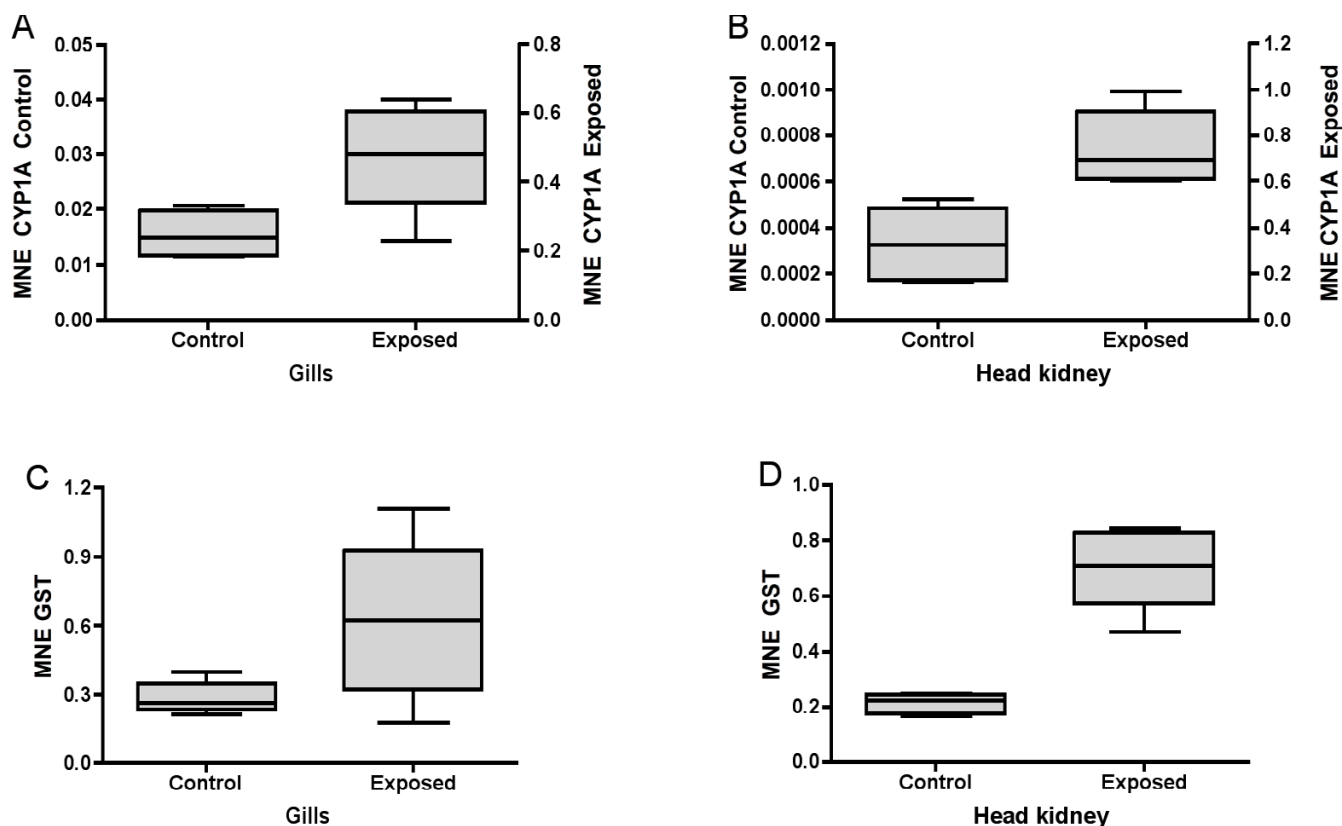 A
MNE CYP1A Control
0.05
0.04
0.03
0.02
0.01
0.00
0.8
0.6
0.4
0.2
0.0
MNE CYP1A Exposed
Control
Exposed
Gills
B
MNE CYP1A Control
0.0012
0.0010
0.0008
0.0006
0.0004
0.0002
0.0000
1.2
1.0
0.8
0.6
0.4
0.2
0.0
MNE CYP1A Exposed
Control
Exposed
Head kidney
C
MNE GST
1.2
0.9
0.6
0.3
0.0
Control
Exposed
Gills
D
MNE GST
1.0
0.8
0.6
0.4
0.2
0.0
Control
Exposed
Head kidney